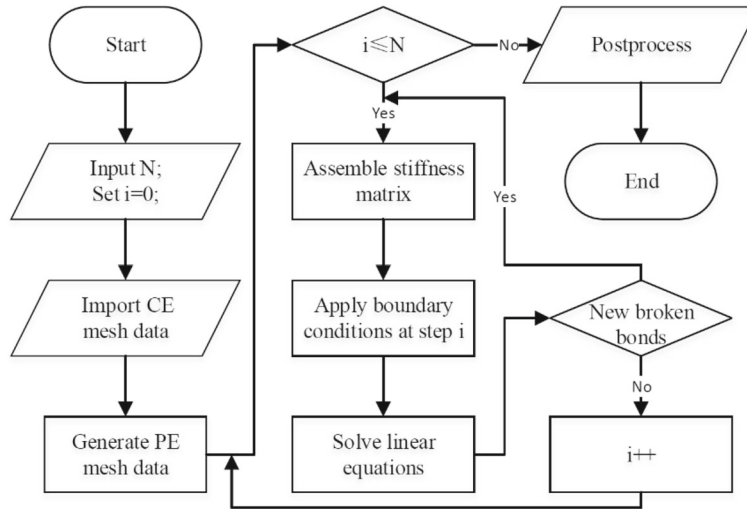 Start
Input N;
Set i=0;
Import CE
mesh data
Generate PE
mesh data
i≤N
No
Yes
Postprocess
End
Assemble stiffness
matrix
Apply boundary
conditions at step i
Solve linear
equations
New broken
bonds
Yes
No
i++